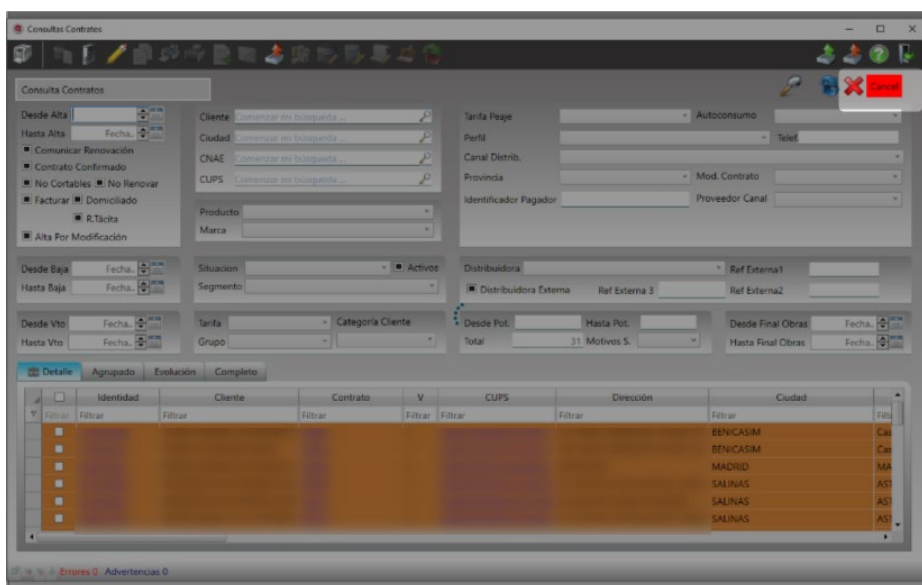 Consultas Contratos
Consulta Contratos
Cancel
Desde Alta
Hasta Alta Fecha..
Comunicar Renovación
Contrato Confirmado
No Cortables No Renovar
Facturar Domiciliado
R.Tácita
Alta Por Modificación
Cliente Comenzar mi búsqueda ...
Ciudad Comenzar mi búsqueda ...
CNAE Comenzar mi búsqueda ...
CUPS Comenzar mi búsqueda ...
Producto
Marca
Tarifa Peaje Autoconsumo
Perfil Telef.
Canal Distrib.
Provincia Mod. Contrato
Identificador Pagador Proveedor Canal
Desde Baja Fecha..
Hasta Baja Fecha..
Situacion Activos
Segmento
Distribuidora Ref Externa1
Distribuidora Externa Ref Externa 3 Ref Externa2
Desde Vto Fecha..
Hasta Vto Fecha..
Tarifa Categoría Cliente
Grupo
Desde Pot. Hasta Pot. Desde Final Obras Fecha..
Total 31 Motivos S. Hasta Final Obras Fecha..
Detalle Agrupado Evolución Completo
Identidad Cliente Contrato V CUPS Dirección Ciudad
Filtrar Filtrar Filtrar Filtrar Filtrar Filtrar Filtrar Filtrar
BENICASIM
BENICASIM
MADRID
SALINAS
SALINAS
SALINAS
Errores 0 Advertencias 0